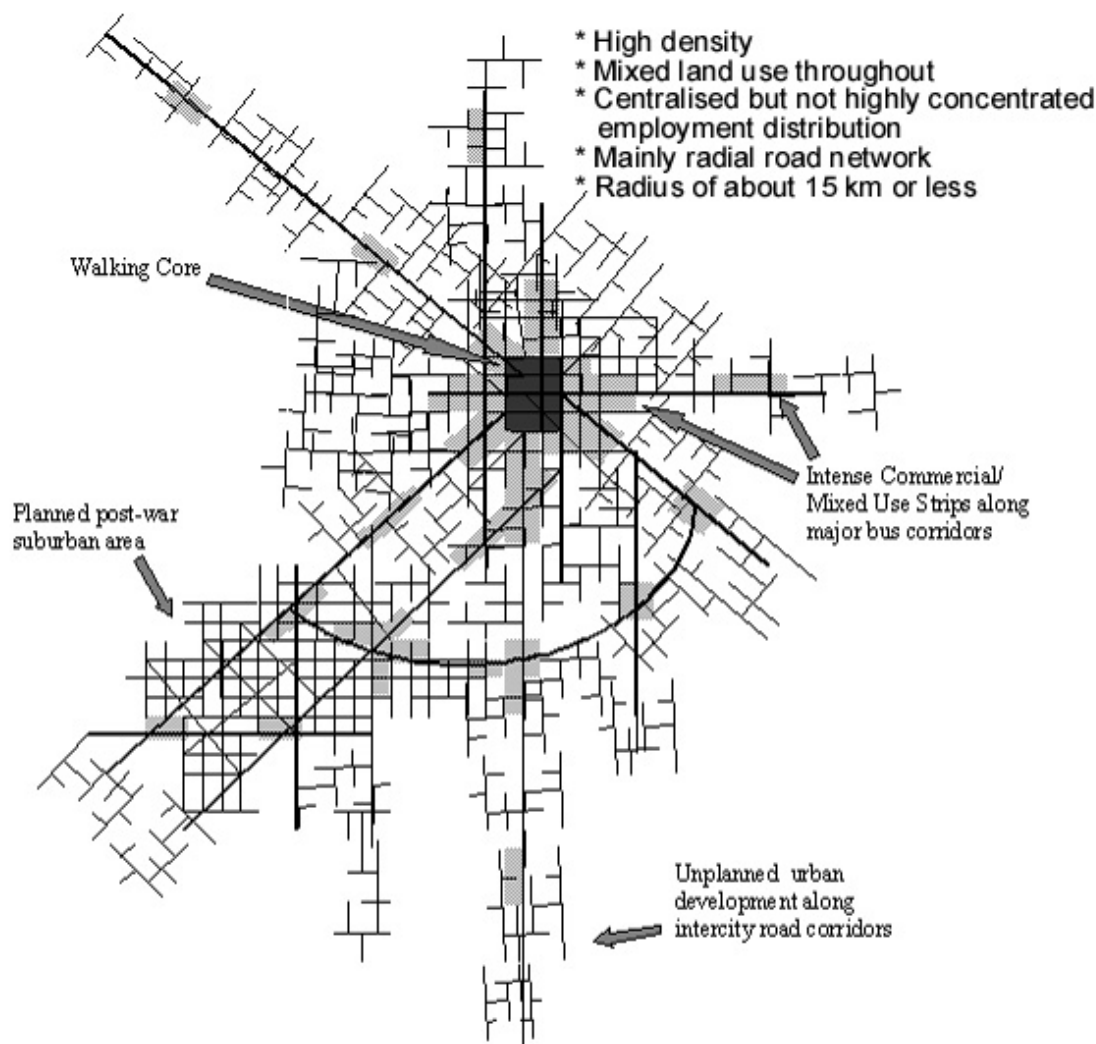 * High density
* Mixed land use throughout
* Centralised but not highly concentrated
employment distribution
* Mainly radial road network
* Radius of about 15 km or less
Walking Core
Intense Commercial/
Mixed Use Strips along
major bus corridors
Planned post-war
suburban area
Unplanned urban
development along
intercity road corridors